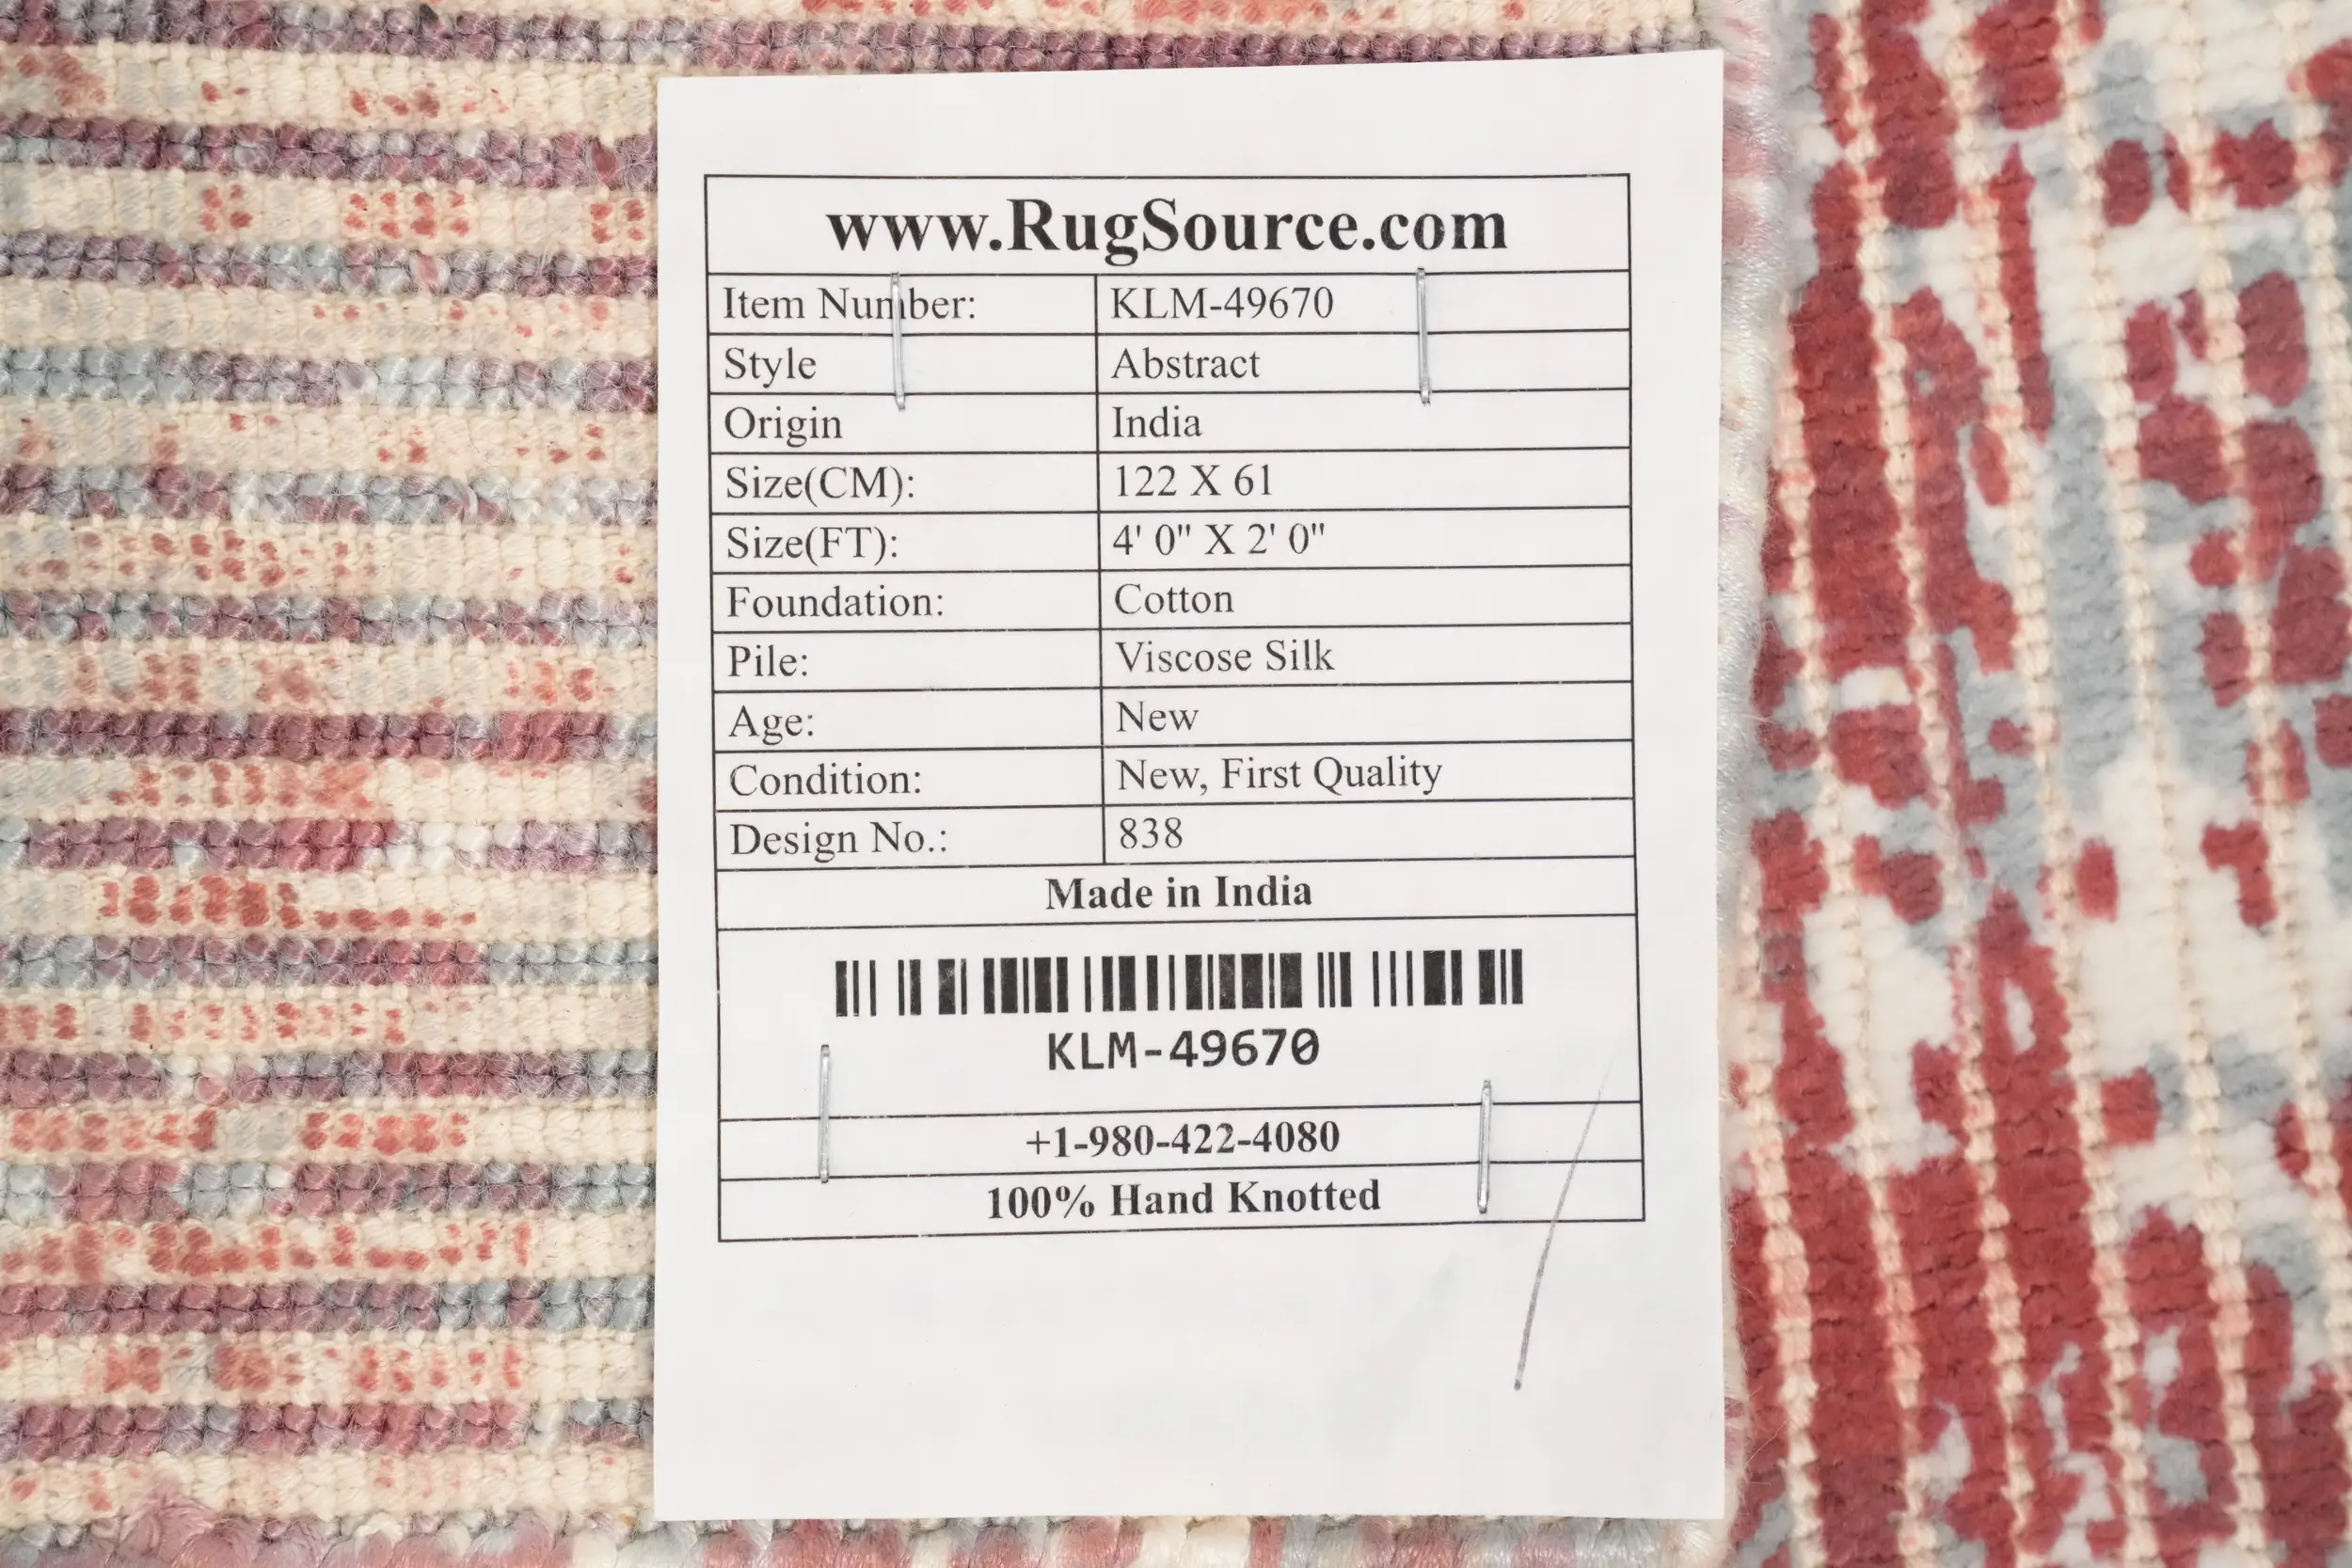 www.RugSource.com
Item Number: KLM-49670
Style Abstract
Origin India
Size(CM): 122 X 61
Size(FT): 4' 0" X 2' 0"
Foundation: Cotton
Pile: Viscose Silk
Age: New
Condition: New, First Quality
Design No.: 838
Made in India
KLM-49670
+1-980-422-4080
100% Hand Knotted